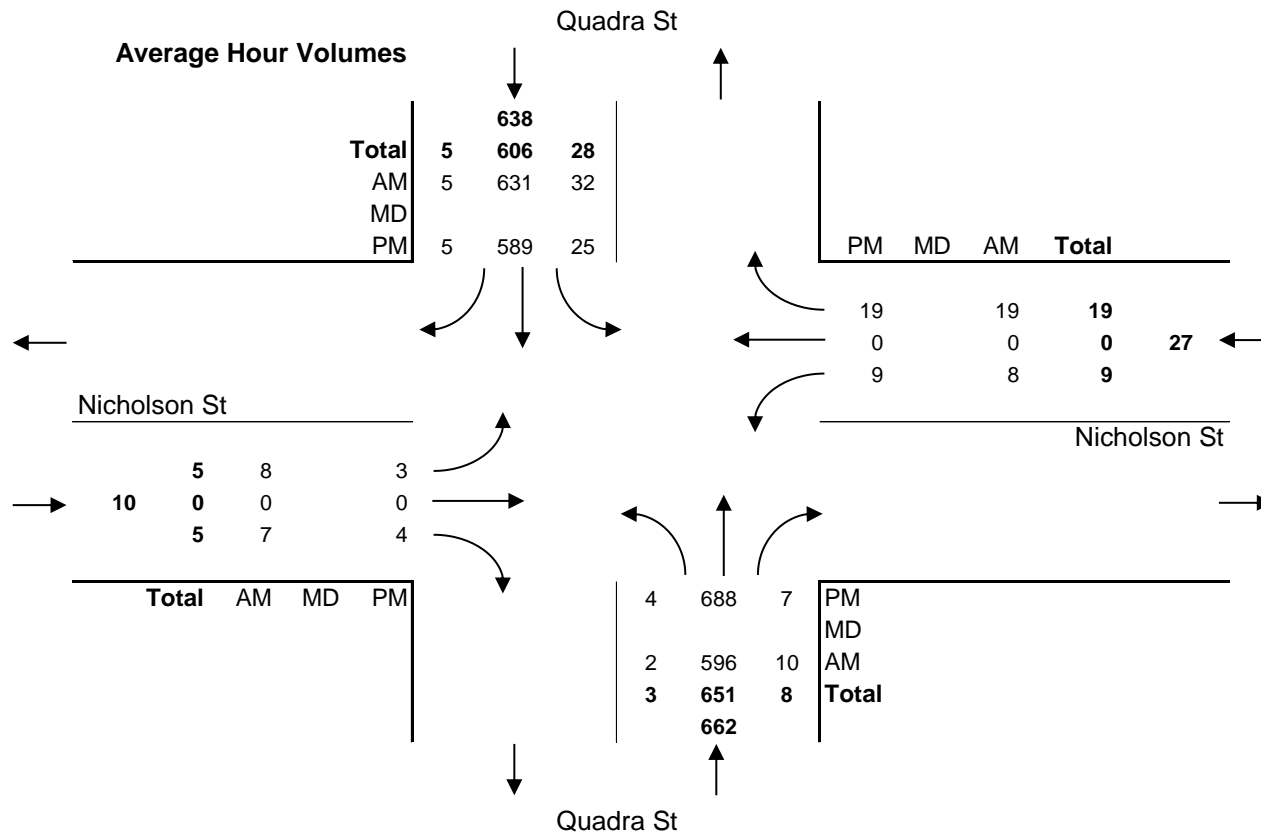 Quadra St
Average Hour Volumes
638
Total 5 606 28
AM 5 631 32
MD
PM 5 589 25
PM MD AM Total
19 19 19
0 0 0 27
9 8 9
Nicholson St
Nicholson St
5 8 3
10 0 0 0
5 7 4
Total AM MD PM
4 688 7 PM
MD
2 596 10 AM
3 651 8 Total
662
Quadra St